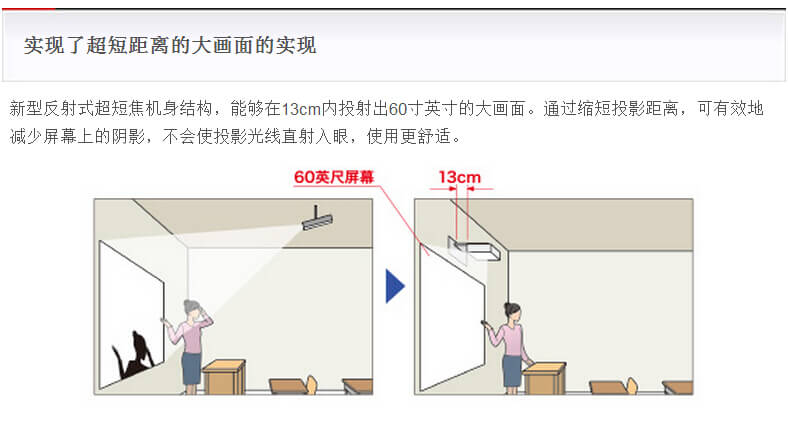 实现了超短距离的大画面的实现
新型反射式超短焦机身结构，能够在13cm内投射出60寸英寸的大画面。通过缩短投影距离，可有效地
减少屏幕上的阴影，不会使投影光线直射入眼，使用更舒适。
60英尺屏幕
13cm